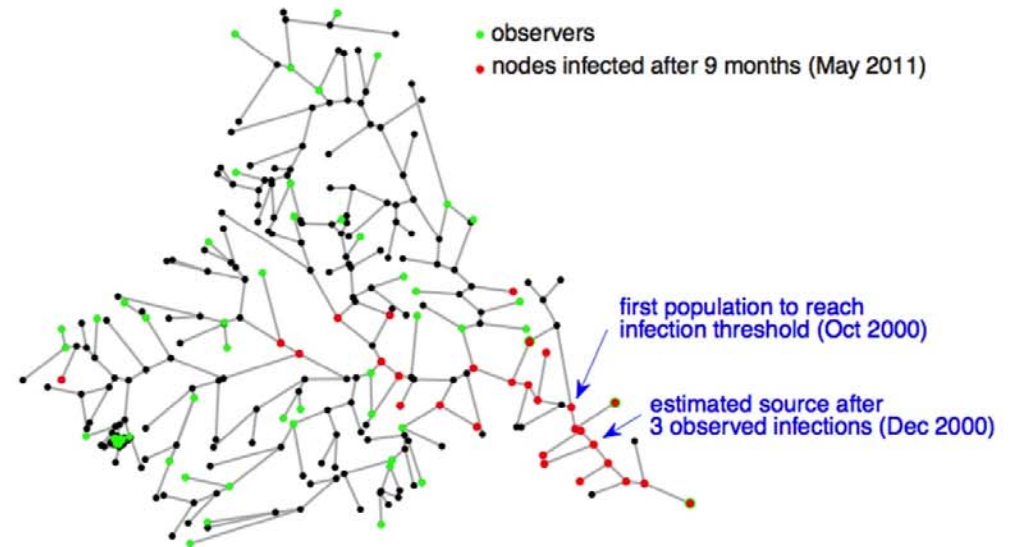 observers
nodes infected after 9 months (May 2011)
first population to reach
infection threshold (Oct 2000)
estimated source after
3 observed infections (Dec 2000)